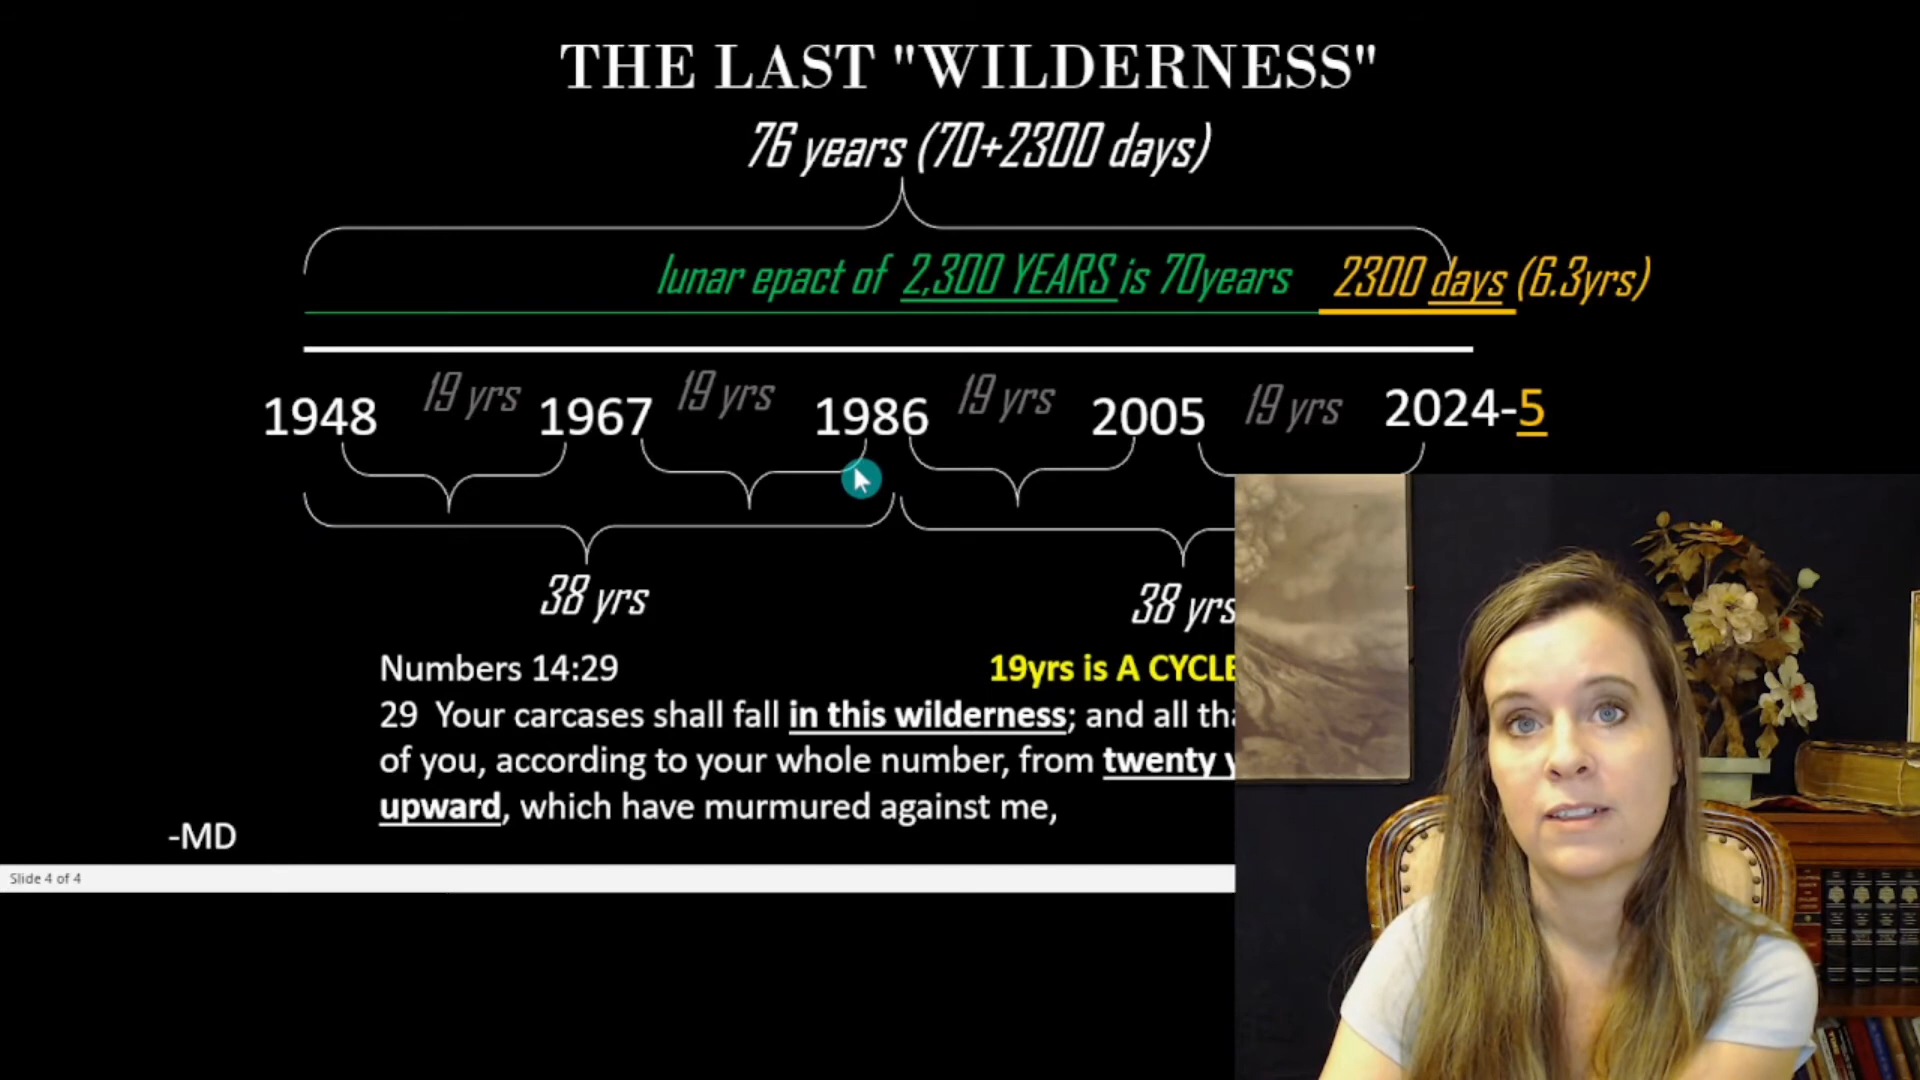 THE LAST "WILDERNESS"
76 years (70+2300 days)
lunar epact of 2,300 YEARS is 70years 2300 days (6.3yrs)
19 yrs 19 yrs 19 yrs 19 yrs
1948 1967 1986 2005 2024-5
38 yrs 38 yrs
Numbers 14:29 19yrs is A CYCLE
29 Your carcases shall fall in this wilderness; and all
of you, according to your whole number, from twenty
upward, which have murmured against me,
-MD
Slide 4 of 4